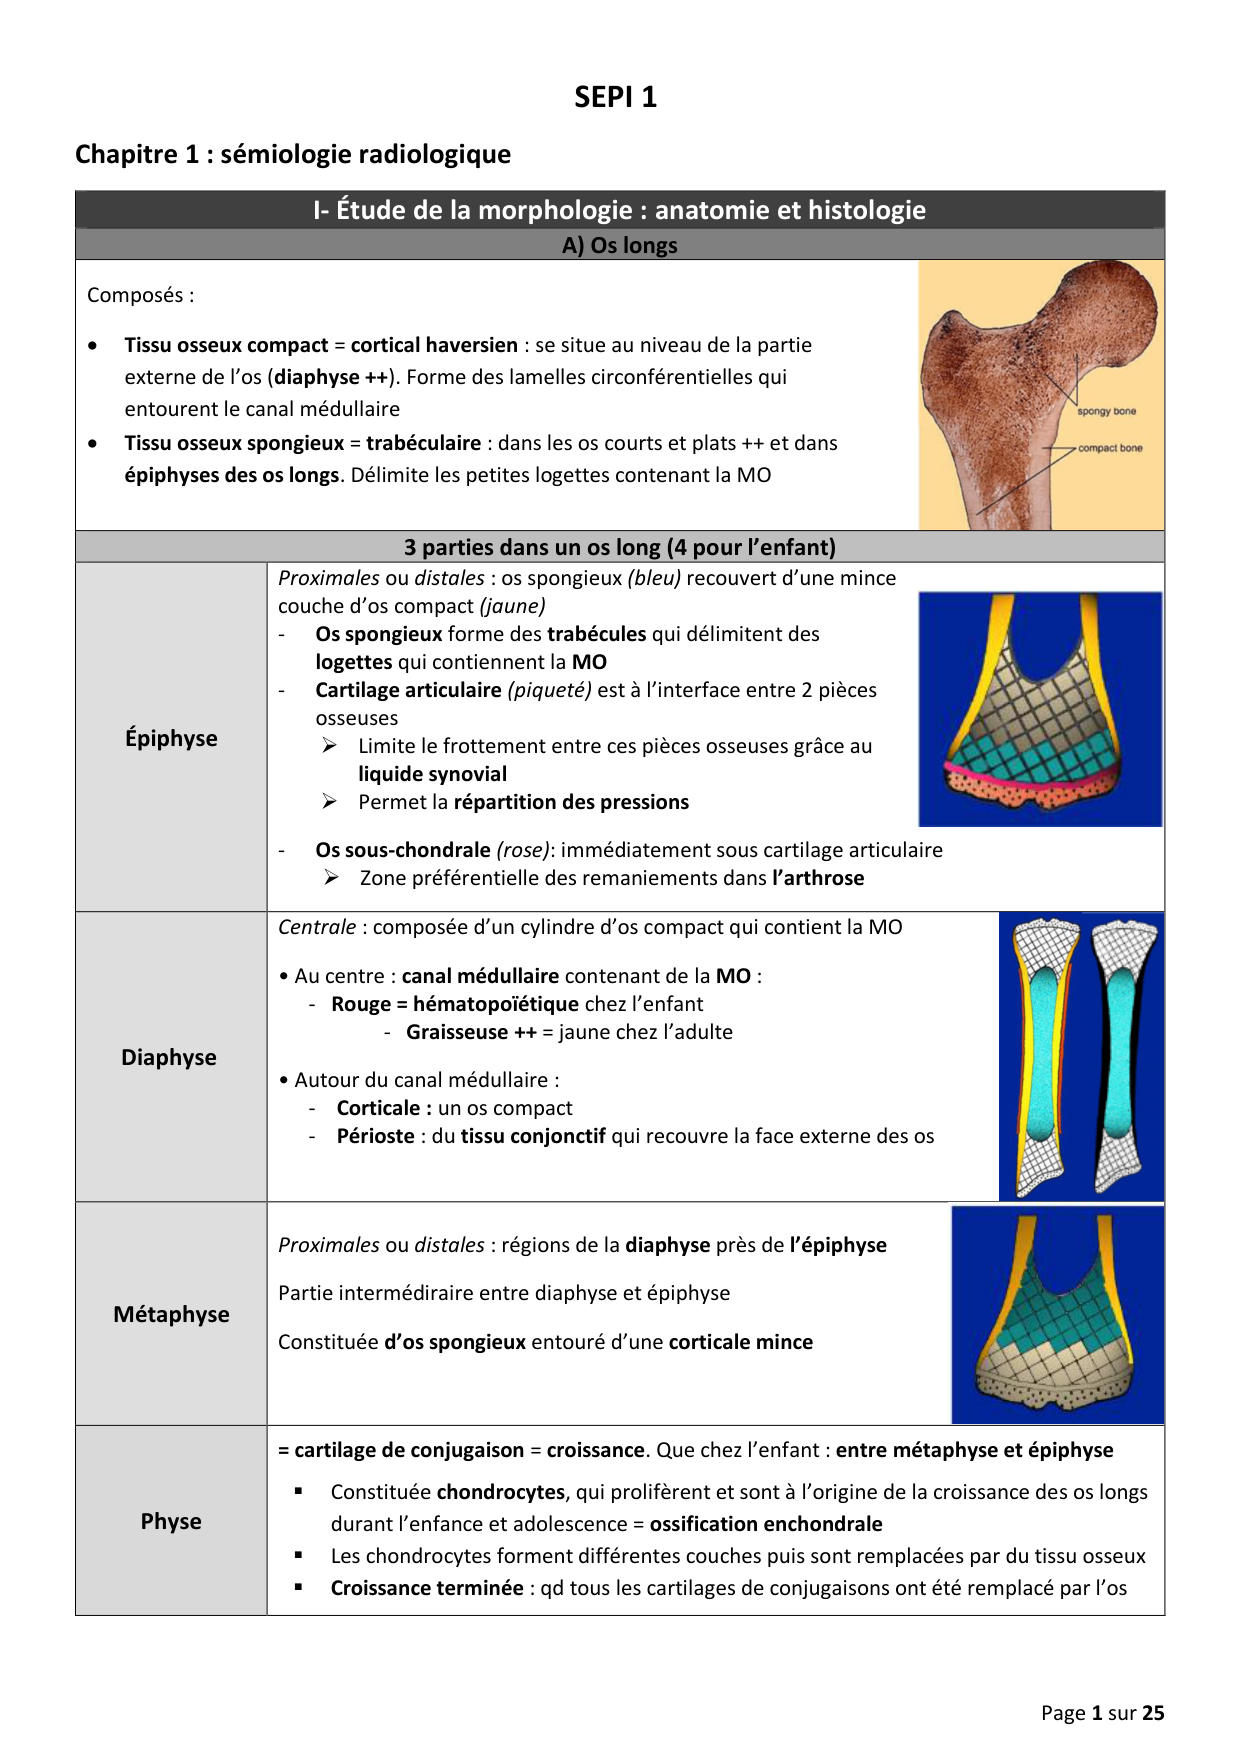 SEPI 1
Chapitre 1 : sémiologie radiologique
I- Étude de la morphologie : anatomie et histologie
A) Os longs
Composés :
• Tissu osseux compact = cortical haversien : se situe au niveau de la partie
externe de l'os (diaphyse ++). Forme des lamelles circonférentielles qui
entourent le canal médullaire
• Tissu osseux spongieux = trabéculaire : dans les os courts et plats ++ et dans
épiphyses des os longs. Délimite les petites logettes contenant la MO
spongy bone
compact bone
3 parties dans un os long (4 pour l'enfant)
Épiphyse
Proximales ou distales : os spongieux (bleu) recouvert d'une mince
couche d'os compact (jaune)
- Os spongieux forme des trabécules qui délimitent des
logettes qui contiennent la MO
- Cartilage articulaire (piqueté) est à l'interface entre 2 pièces
osseuses
➢ Limite le frottement entre ces pièces osseuses grâce au
liquide synovial
➢ Permet la répartition des pressions
- Os sous-chondrale (rose): immédiatement sous cartilage articulaire
➢ Zone préférentielle des remaniements dans l'arthrose
Diaphyse
Centrale : composée d'un cylindre d'os compact qui contient la MO
• Au centre : canal médullaire contenant de la MO :
- Rouge = hématopoïétique chez l'enfant
- Graisseuse ++ = jaune chez l'adulte
• Autour du canal médullaire :
- Corticale : un os compact
- Périoste : du tissu conjonctif qui recouvre la face externe des os
Métaphyse
Proximales ou distales : régions de la diaphyse près de l'épiphyse
Partie intermédiraire entre diaphyse et épiphyse
Constituée d'os spongieux entouré d'une corticale mince
Physe
= cartilage de conjugaison = croissance. Que chez l'enfant : entre métaphyse et épiphyse
▪ Constituée chondrocytes, qui prolifèrent et sont à l'origine de la croissance des os longs
durant l'enfance et adolescence = ossification enchondrale
▪ Les chondrocytes forment différentes couches puis sont remplacées par du tissu osseux
▪ Croissance terminée : qd tous les cartilages de conjugaisons ont été remplacé par l'os
Page 1 sur 25